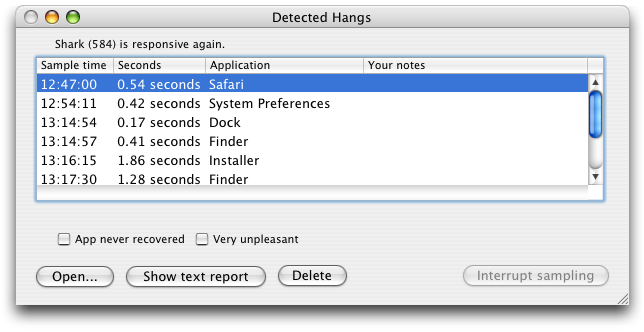 Detected Hangs
Shark (584) is responsive again.
Sample time Seconds Application Your notes
12:47:00 0.54 seconds Safari
12:54:11 0.42 seconds System Preferences
13:14:54 0.17 seconds Dock
13:14:57 0.41 seconds Finder
13:16:15 1.86 seconds Installer
13:17:30 1.28 seconds Finder
App never recovered Very unpleasant
Open... Show text report Delete Interrupt sampling